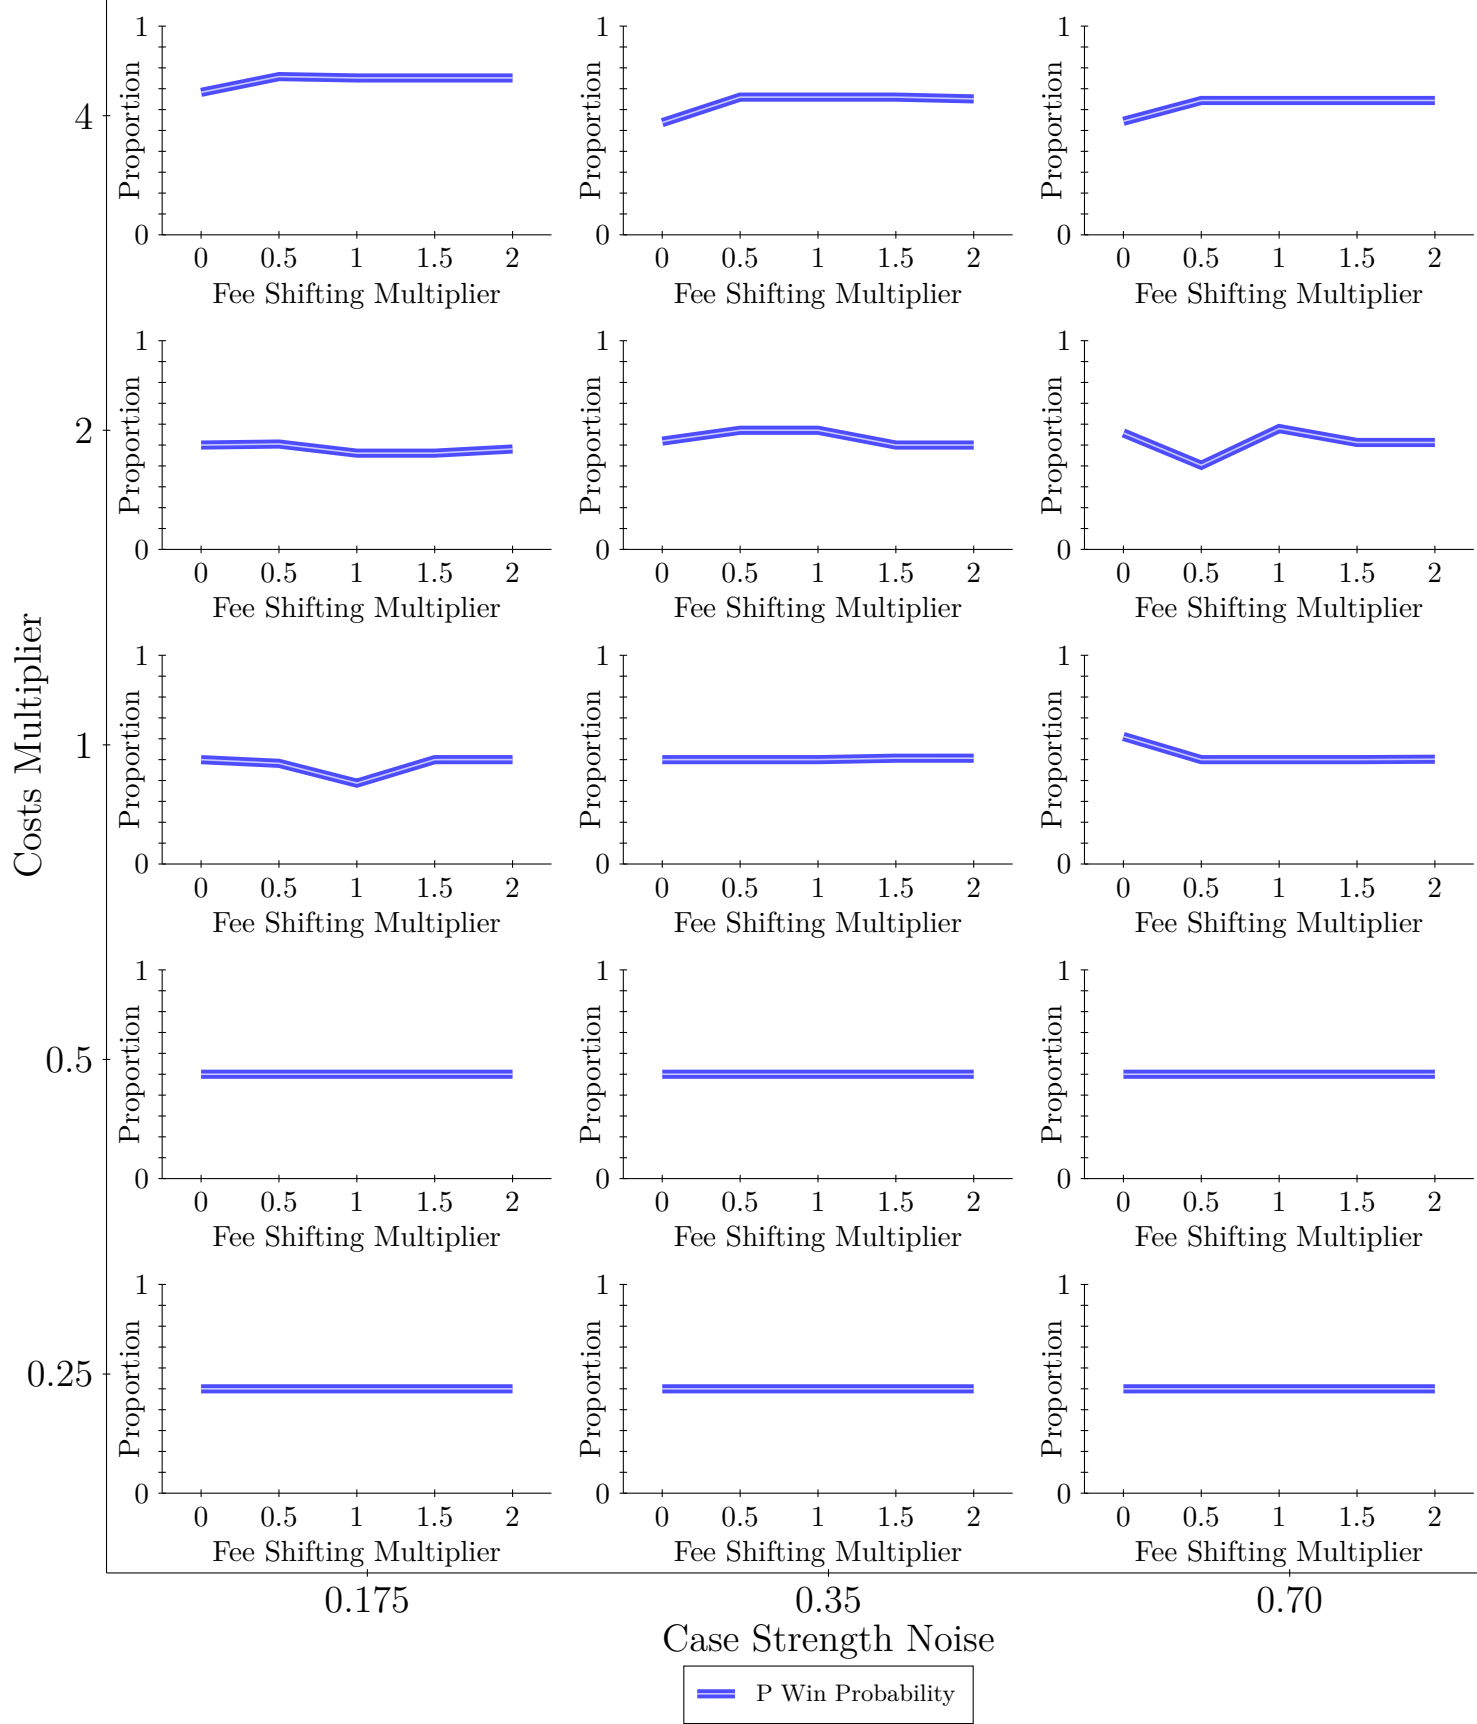 1 1 1
Proportion Proportion Proportion
4
0 0 0
0 0.5 1 1.5 2 0 0.5 1 1.5 2 0 0.5 1 1.5 2
Fee Shifting Multiplier Fee Shifting Multiplier Fee Shifting Multiplier
1 1 1
Proportion Proportion Proportion
2
0 0 0
0 0.5 1 1.5 2 0 0.5 1 1.5 2 0 0.5 1 1.5 2
Fee Shifting Multiplier Fee Shifting Multiplier Fee Shifting Multiplier
Costs Multiplier
1 1 1
Proportion Proportion Proportion
1
0 0 0
0 0.5 1 1.5 2 0 0.5 1 1.5 2 0 0.5 1 1.5 2
Fee Shifting Multiplier Fee Shifting Multiplier Fee Shifting Multiplier
1 1 1
Proportion Proportion Proportion
0.5
0 0 0
0 0.5 1 1.5 2 0 0.5 1 1.5 2 0 0.5 1 1.5 2
Fee Shifting Multiplier Fee Shifting Multiplier Fee Shifting Multiplier
1 1 1
Proportion Proportion Proportion
0.25
0 0 0
0 0.5 1 1.5 2 0 0.5 1 1.5 2 0 0.5 1 1.5 2
Fee Shifting Multiplier Fee Shifting Multiplier Fee Shifting Multiplier
0.175 0.35 0.70
Case Strength Noise
P Win Probability